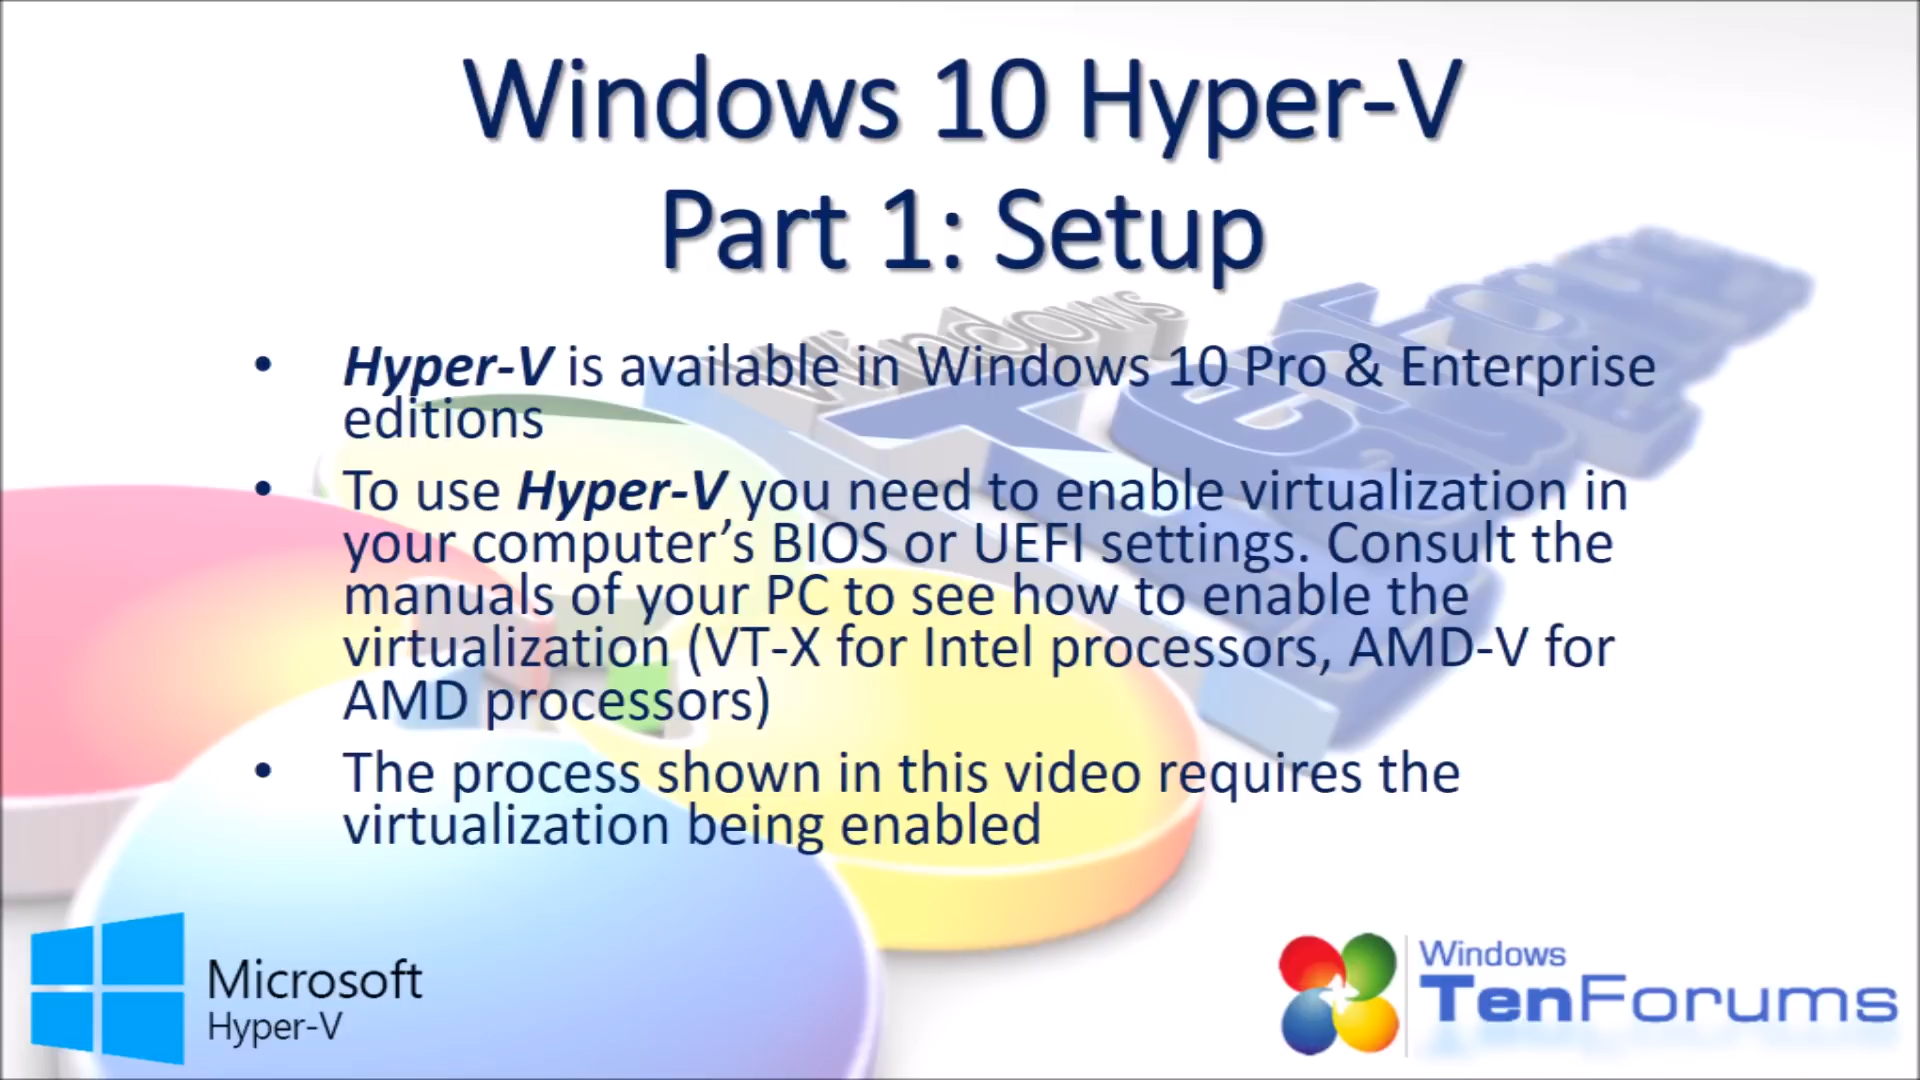 Windows 10 Hyper-V
Part 1: Setup
Windows
• Hyper-V is available in Windows 10 Pro & Enterprise
editions
• To use Hyper-V you need to enable virtualization in
your computer’s BIOS or UEFI settings. Consult the
manuals of your PC to see how to enable the
virtualization (VT-X for Intel processors, AMD-V for
AMD processors)
• The process shown in this video requires the
virtualization being enabled
Microsoft
Hyper-V
Windows
TenForums